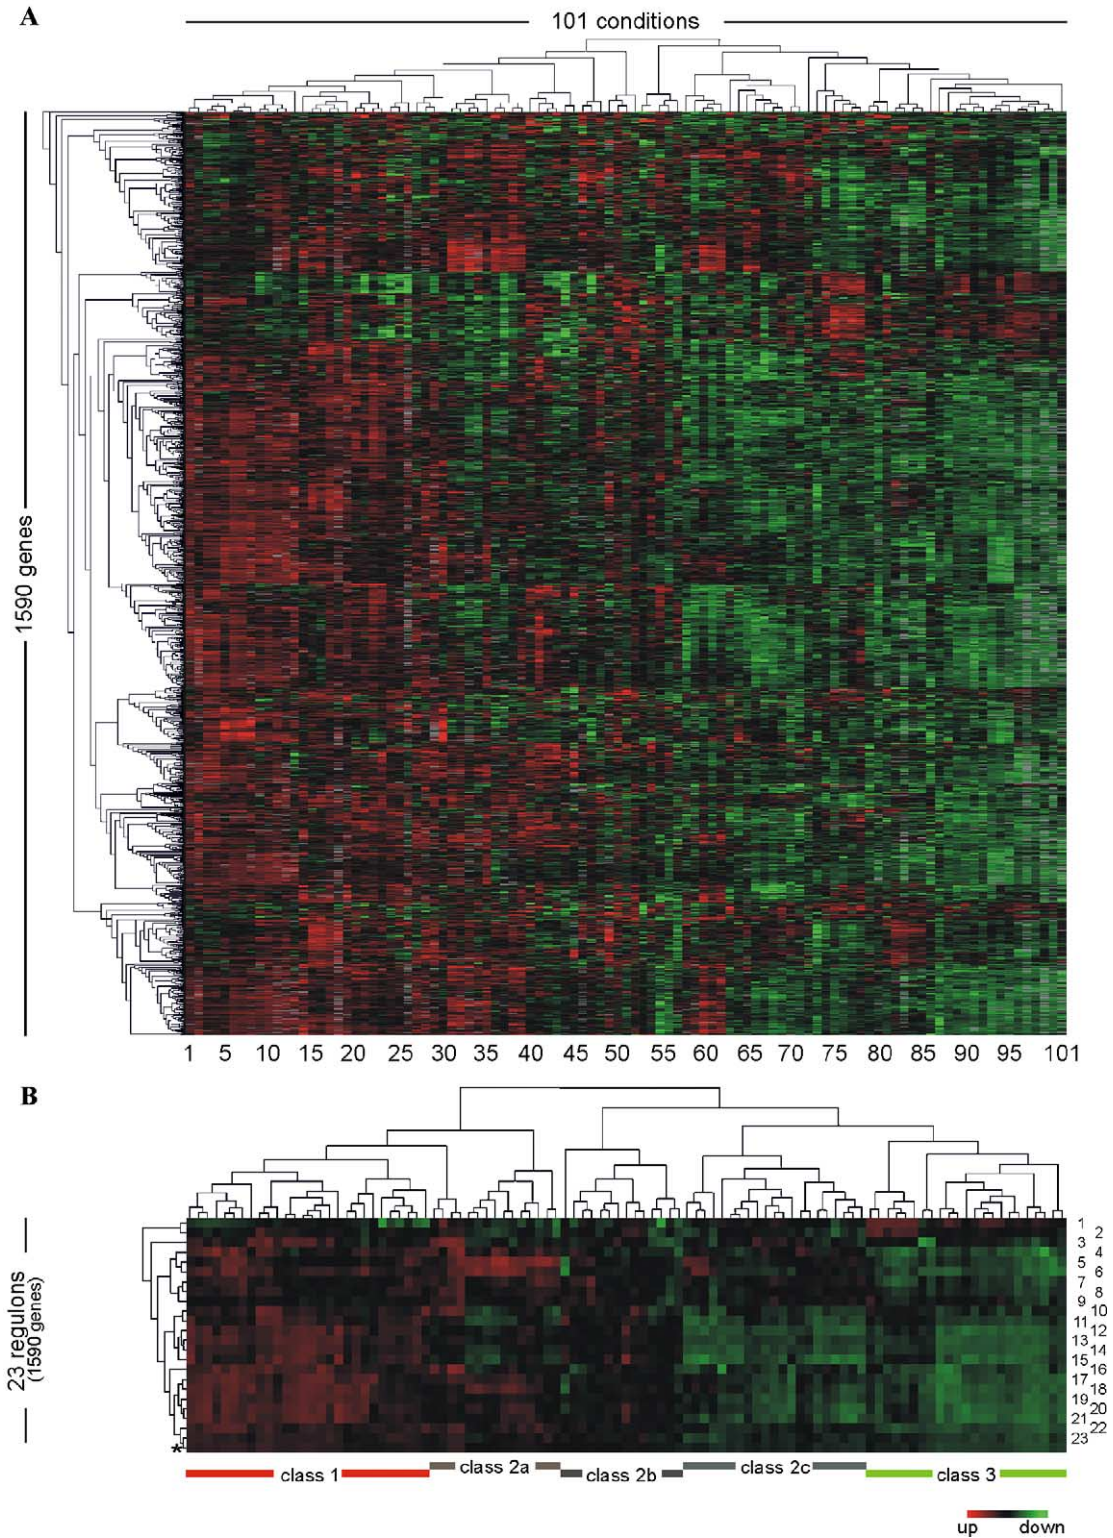 A
101 conditions
1590 genes
1 5 10 15 20 25 30 35 40 45 50 55 60 65 70 75 80 85 90 95 101
B
23 regulons
(1590 genes)
1
2
3
4
5
6
7
8
9
10
11 12
13
14
15
16
17
18
19
20
21
22
23
*
class 1 class 2a class 2b class 2c class 3
up down